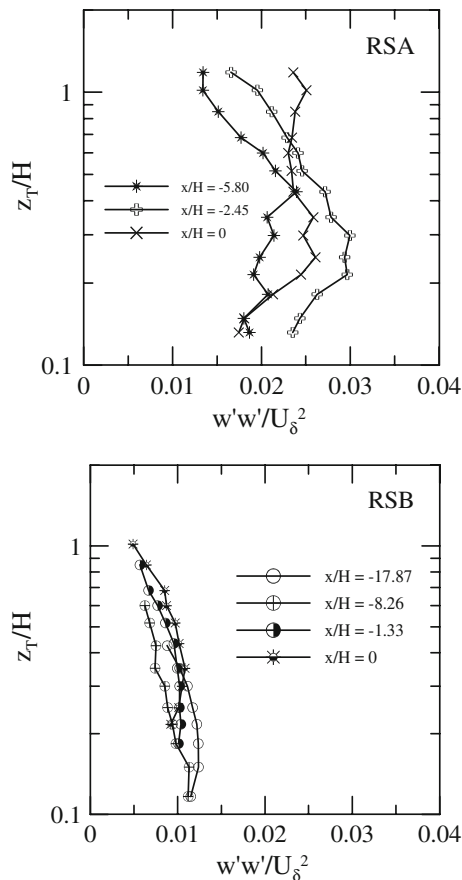 RSA
1
z_T/H
x/H = -5.80
x/H = -2.45
x/H = 0
0.1
0 0.01 0.02 0.03 0.04
w'w'/U_δ^2
RSB
1
z_T/H
x/H = -17.87
x/H = -8.26
x/H = -1.33
x/H = 0
0.1
0 0.01 0.02 0.03 0.04
w'w'/U_δ^2